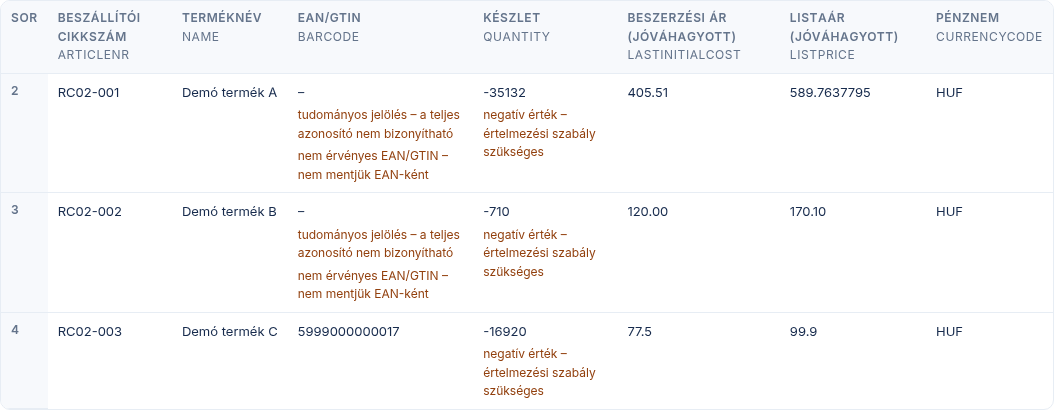 SOR BESZÁLLÍTÓI TERMÉKNÉV EAN/GTIN KÉSZLET BESZERZÉSI ÁR LISTAÁR PÉNZNEM
CIKKSZÁM NAME BARCODE QUANTITY (JÓVÁHAGYOTT) (JÓVÁHAGYOTT) CURRENCYCODE
ARTICLENR LASTINITIALCOST LISTPRICE
2 RC02-001 Demó termék A – -35132 405.51 589.7637795 HUF
tudományos jelölés – a teljes negatív érték –
azonosító nem bizonyítható értelmezési szabály
nem érvényes EAN/GTIN – szükséges
nem mentjük EAN-ként
3 RC02-002 Demó termék B – -710 120.00 170.10 HUF
tudományos jelölés – a teljes negatív érték –
azonosító nem bizonyítható értelmezési szabály
nem érvényes EAN/GTIN – szükséges
nem mentjük EAN-ként
4 RC02-003 Demó termék C 5999000000017 -16920 77.5 99.9 HUF
negatív érték –
értelmezési szabály
szükséges